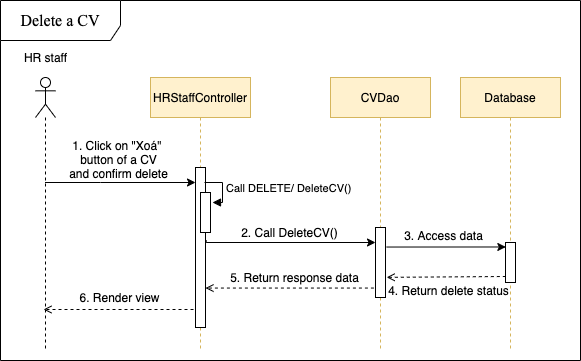 Delete a CV
HR staff
HRStaffController
CVDao
Database
1. Click on "Xoá"
button of a CV
and confirm delete
Call DELETE/ DeleteCV()
2. Call DeleteCV()
3. Access data
4. Return delete status
5. Return response data
6. Render view